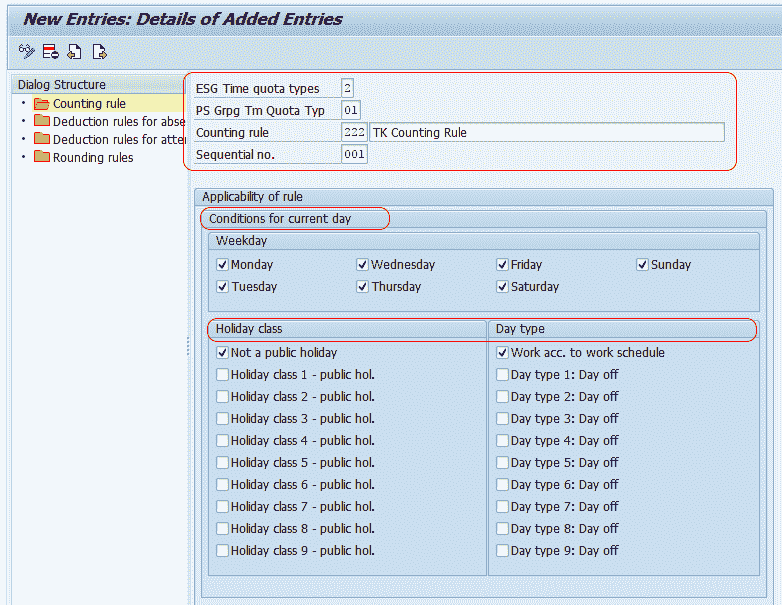 New Entries: Details of Added Entries
Dialog Structure
Counting rule
Deduction rules for abse
Deduction rules for atter
Rounding rules
ESG Time quota types 2
PS Grpg Tm Quota Typ 01
Counting rule 222 TK Counting Rule
Sequential no. 001
Applicability of rule
Conditions for current day
Weekday
Monday Wednesday Friday Sunday
Tuesday Thursday Saturday
Holiday class Day type
Not a public holiday Work acc. to work schedule
Holiday class 1 - public hol. Day type 1: Day off
Holiday class 2 - public hol. Day type 2: Day off
Holiday class 3 - public hol. Day type 3: Day off
Holiday class 4 - public hol. Day type 4: Day off
Holiday class 5 - public hol. Day type 5: Day off
Holiday class 6 - public hol. Day type 6: Day off
Holiday class 7 - public hol. Day type 7: Day off
Holiday class 8 - public hol. Day type 8: Day off
Holiday class 9 - public hol. Day type 9: Day off